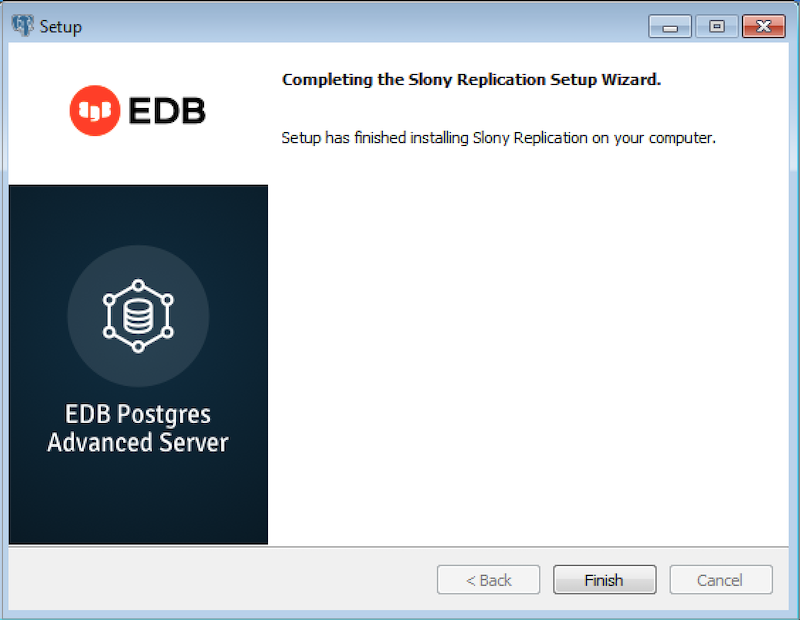 Setup
EDB
Completing the Slony Replication Setup Wizard.
Setup has finished installing Slony Replication on your computer.
EDB Postgres
Advanced Server
< Back
Finish
Cancel